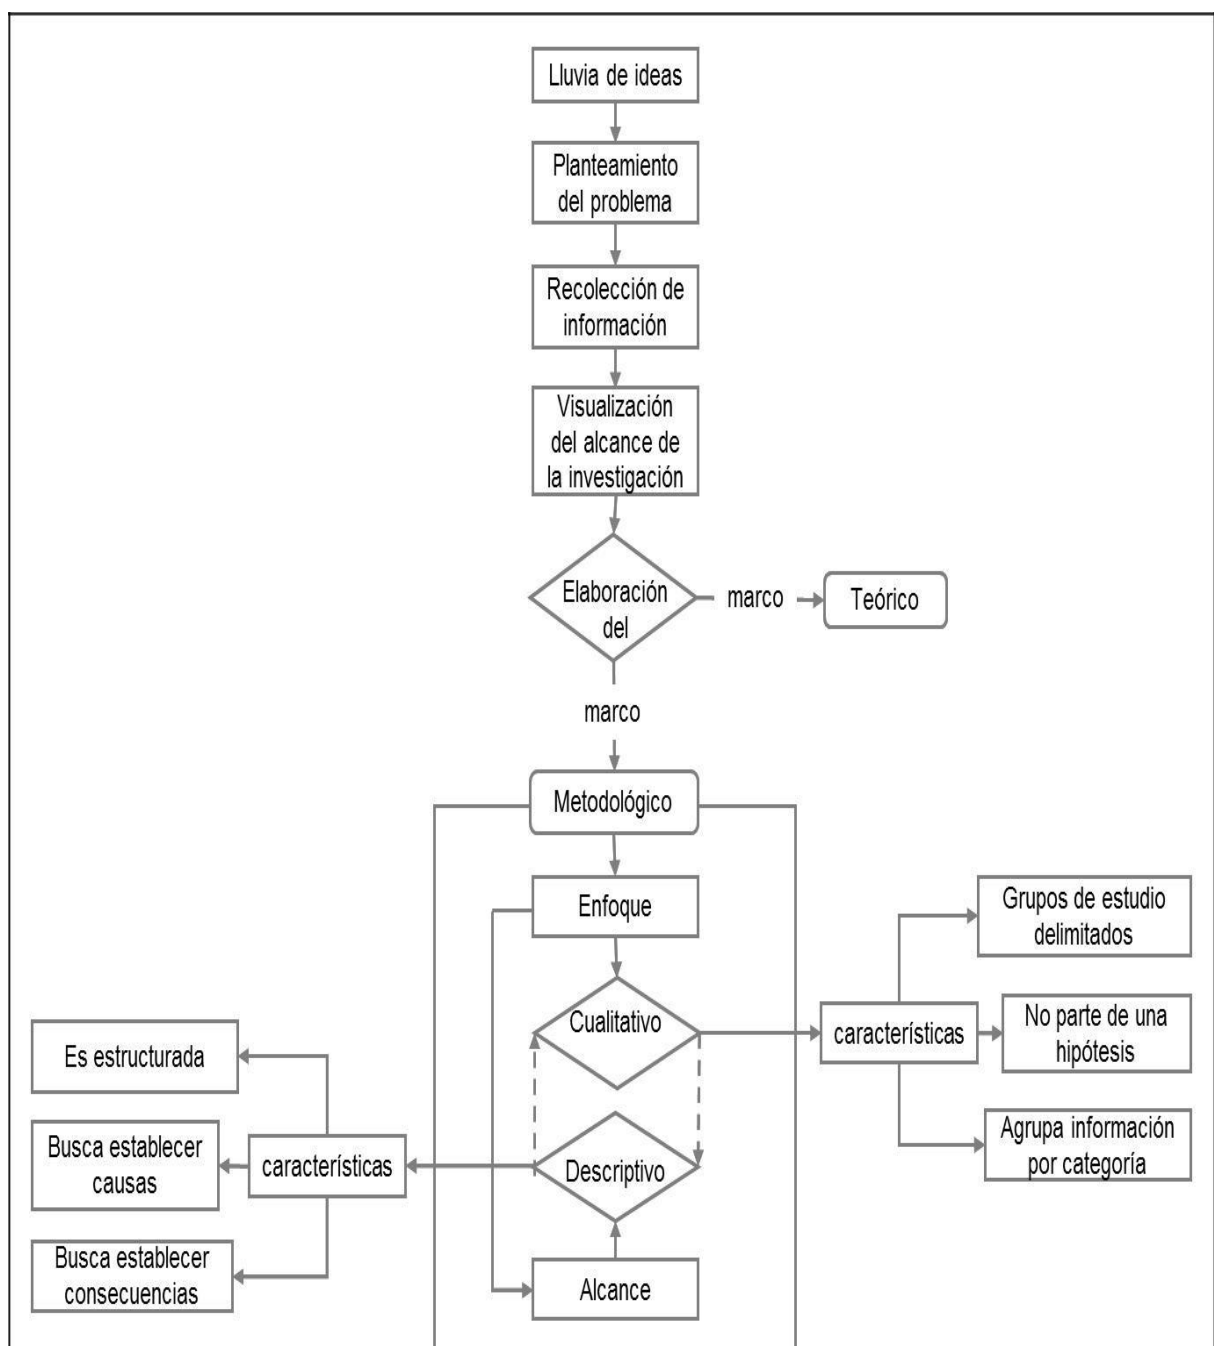 Lluvia de ideas
Planteamiento
del problema
Recolección de
información
Visualización
del alcance de
la investigación
Elaboración
del
marco
Teórico
marco
Metodológico
Enfoque
Cualitativo
características
Grupos de estudio
delimitados
No parte de una
hipótesis
Agrupa información
por categoría
Descriptivo
características
Es estructurada
Busca establecer
causas
Busca establecer
consecuencias
Alcance